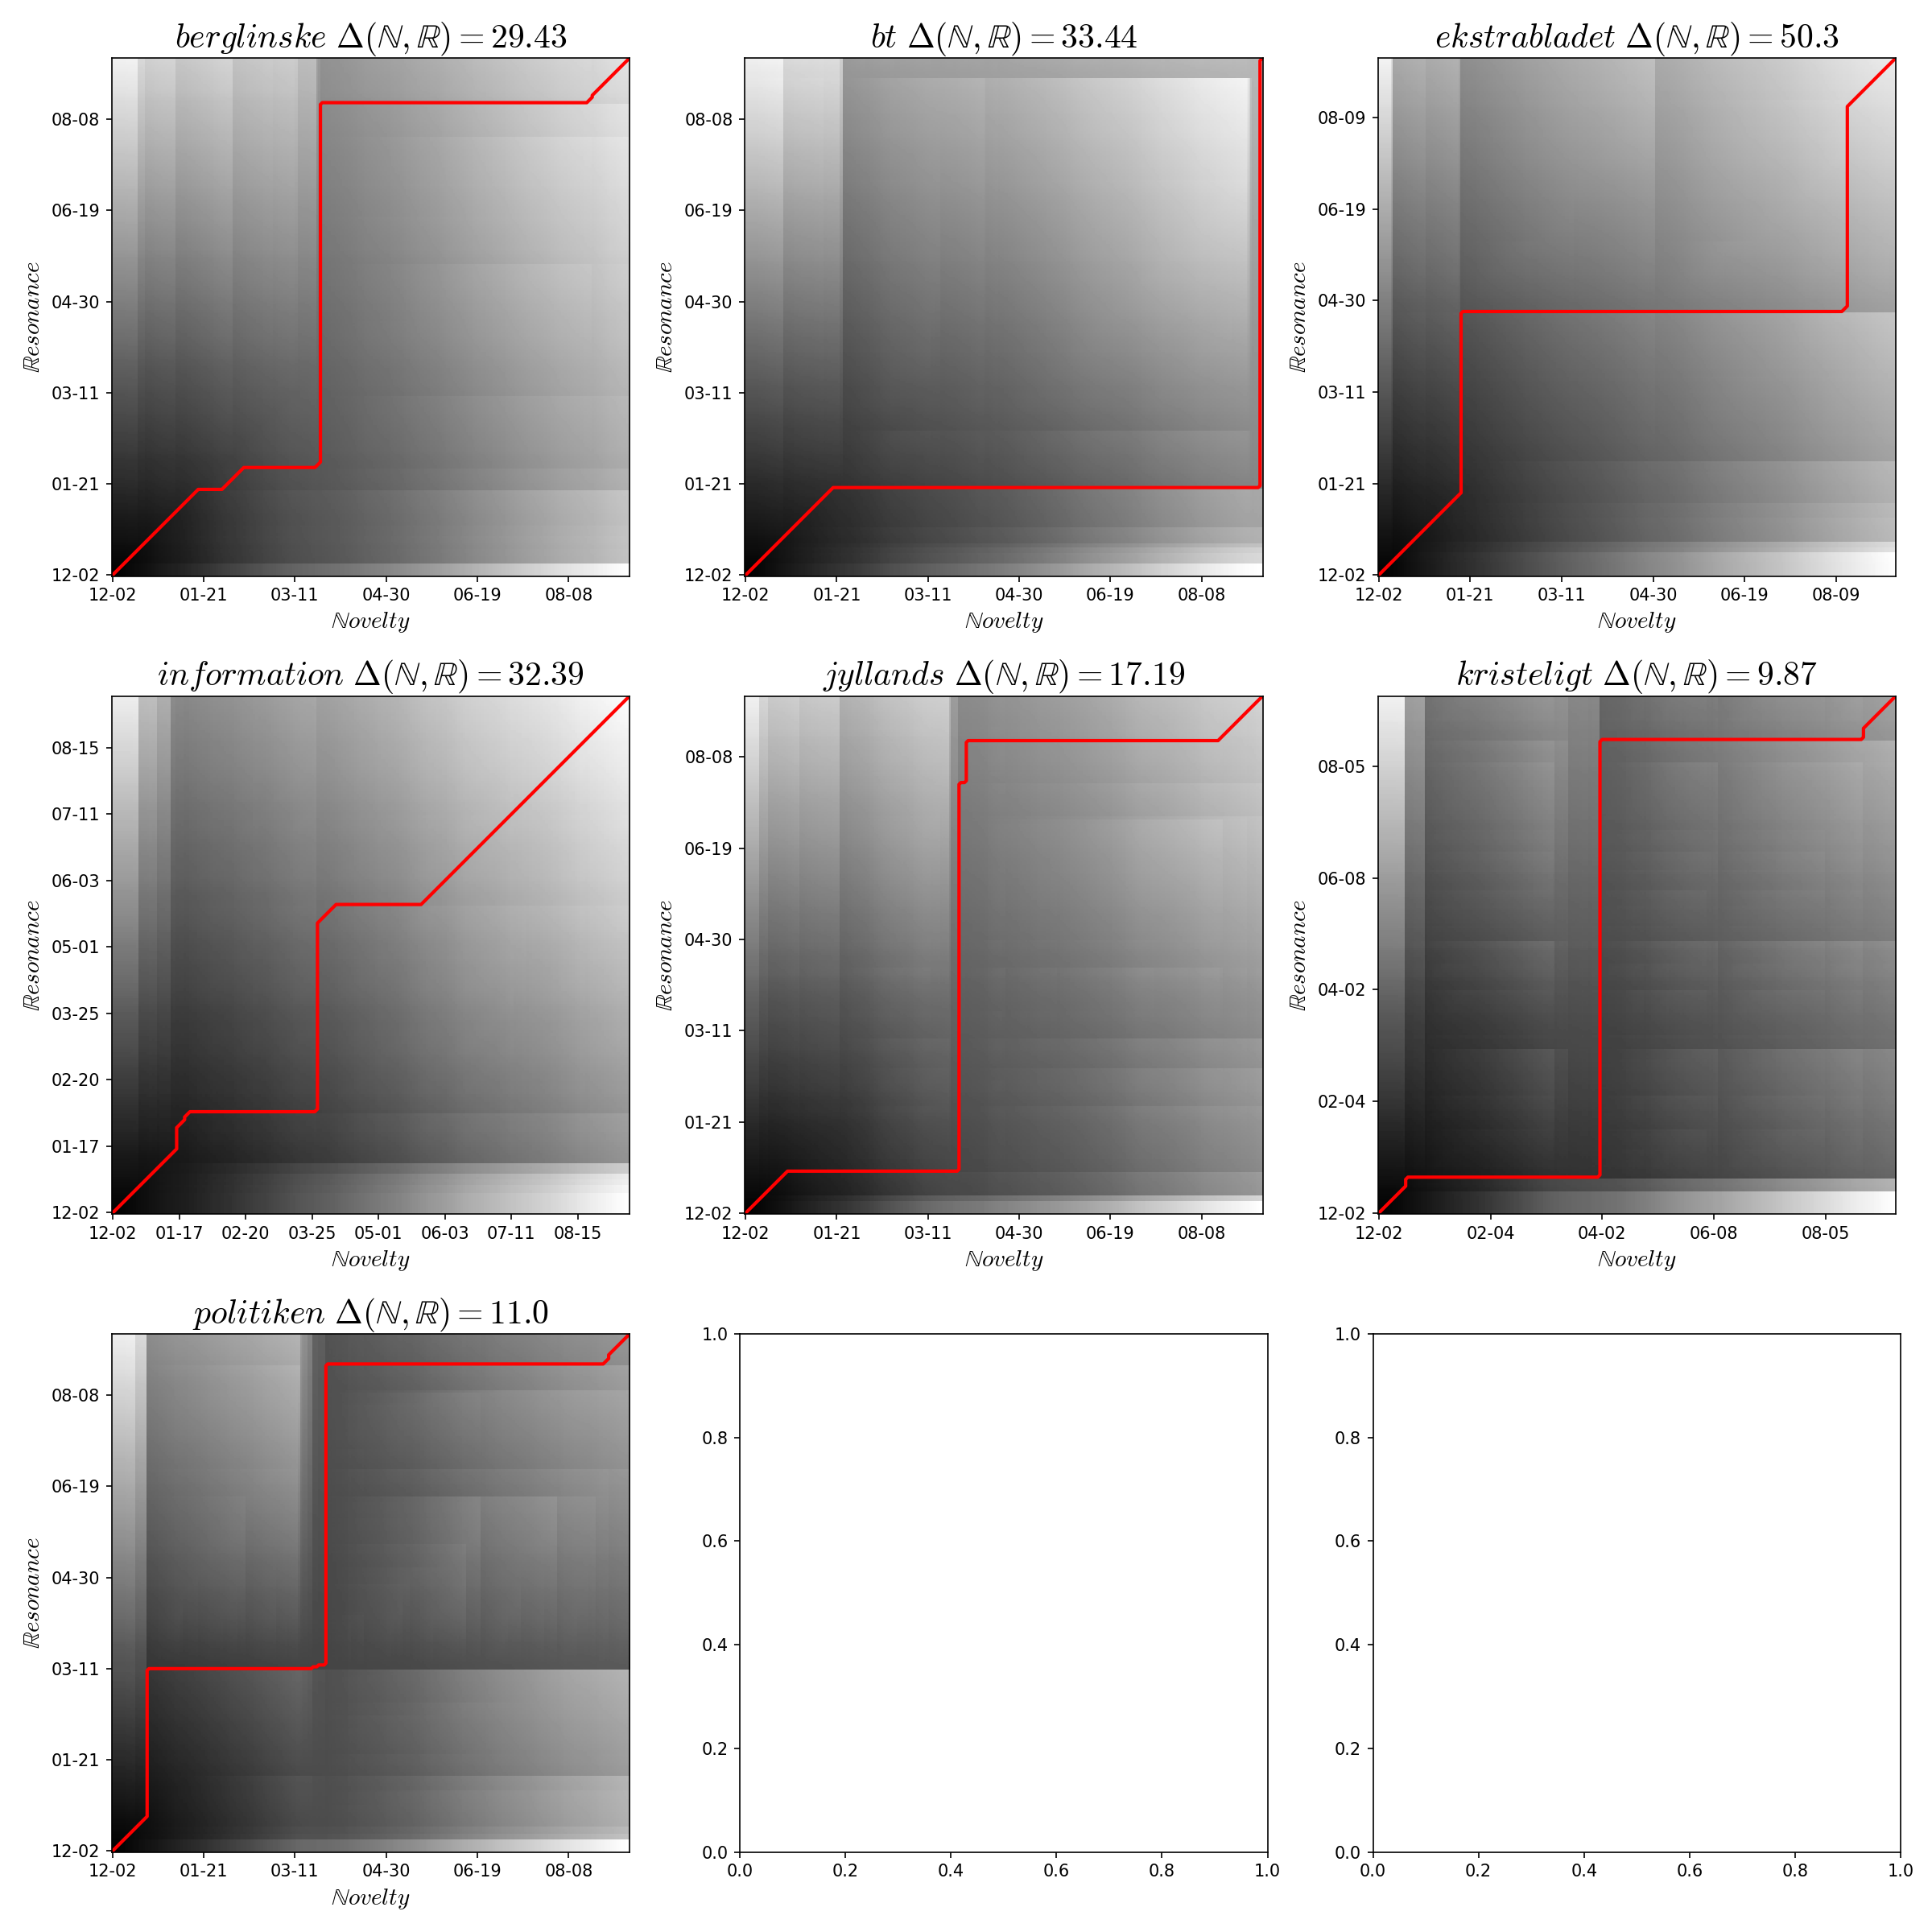 berglinske Δ(ℕ, ℝ) = 29.43
bt Δ(ℕ, ℝ) = 33.44
ekstrabladet Δ(ℕ, ℝ) = 50.3
ℝesonance
08-08
06-19
04-30
03-11
01-21
12-02
12-02 01-21 03-11 04-30 06-19 08-08
ℕovelty
ℝesonance
08-08
06-19
04-30
03-11
01-21
12-02
12-02 01-21 03-11 04-30 06-19 08-08
ℕovelty
ℝesonance
08-09
06-19
04-30
03-11
01-21
12-02
12-02 01-21 03-11 04-30 06-19 08-09
ℕovelty
information Δ(ℕ, ℝ) = 32.39
jyllands Δ(ℕ, ℝ) = 17.19
kristeligt Δ(ℕ, ℝ) = 9.87
ℝesonance
08-15
07-11
06-03
05-01
03-25
02-20
01-17
12-02
12-02 01-17 02-20 03-25 05-01 06-03 07-11 08-15
ℕovelty
ℝesonance
08-08
06-19
04-30
03-11
01-21
12-02
12-02 01-21 03-11 04-30 06-19 08-08
ℕovelty
ℝesonance
08-05
06-08
04-02
02-04
12-02
12-02 02-04 04-02 06-08 08-05
ℕovelty
politiken Δ(ℕ, ℝ) = 11.0
ℝesonance
08-08
06-19
04-30
03-11
01-21
12-02
12-02 01-21 03-11 04-30 06-19 08-08
ℕovelty
1.0
0.8
0.6
0.4
0.2
0.0
0.0 0.2 0.4 0.6 0.8 1.0
1.0
0.8
0.6
0.4
0.2
0.0
0.0 0.2 0.4 0.6 0.8 1.0